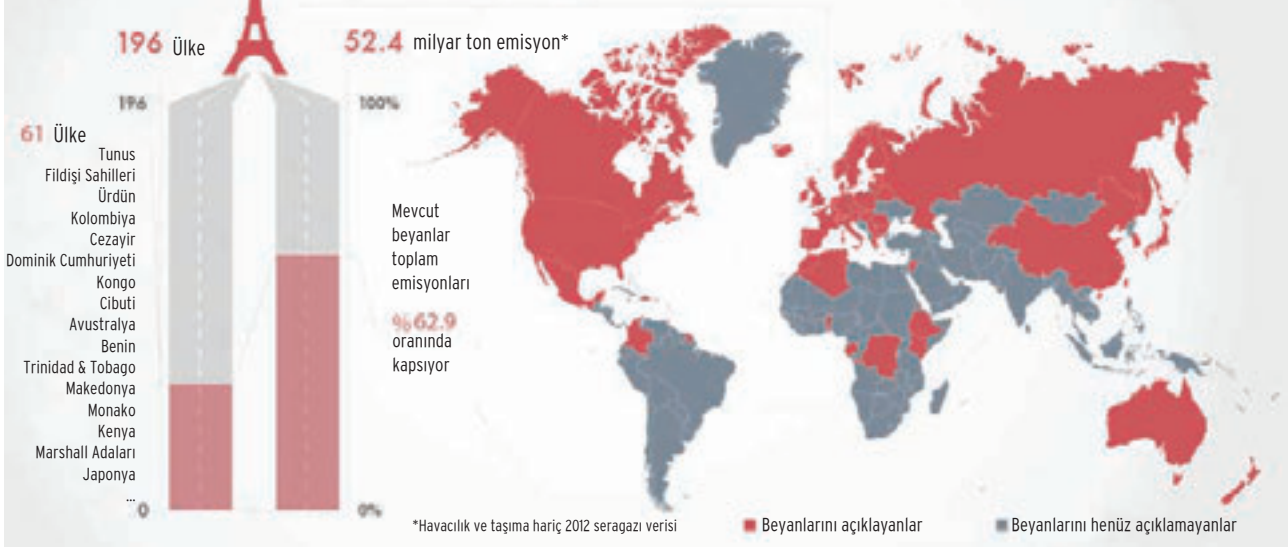 196 Ülke
52.4 milyar ton emisyon*
196
100%
61 Ülke
Tunus
Fildişi Sahilleri
Ürdün
Kolombiya
Cezayir
Dominik Cumhuriyeti
Kongo
Cibuti
Avustralya
Benin
Trinidad & Tobago
Makedonya
Monako
Kenya
Marshall Adaları
Japonya
...
0
0%
Mevcut
beyanlar
toplam
emisyonları
%62.9
oranında
kapsıyor
*Havacılık ve taşıma hariç 2012 seragazı verisi
Beyanlarını açıklayanlar
Beyanlarını henüz açıklamayanlar